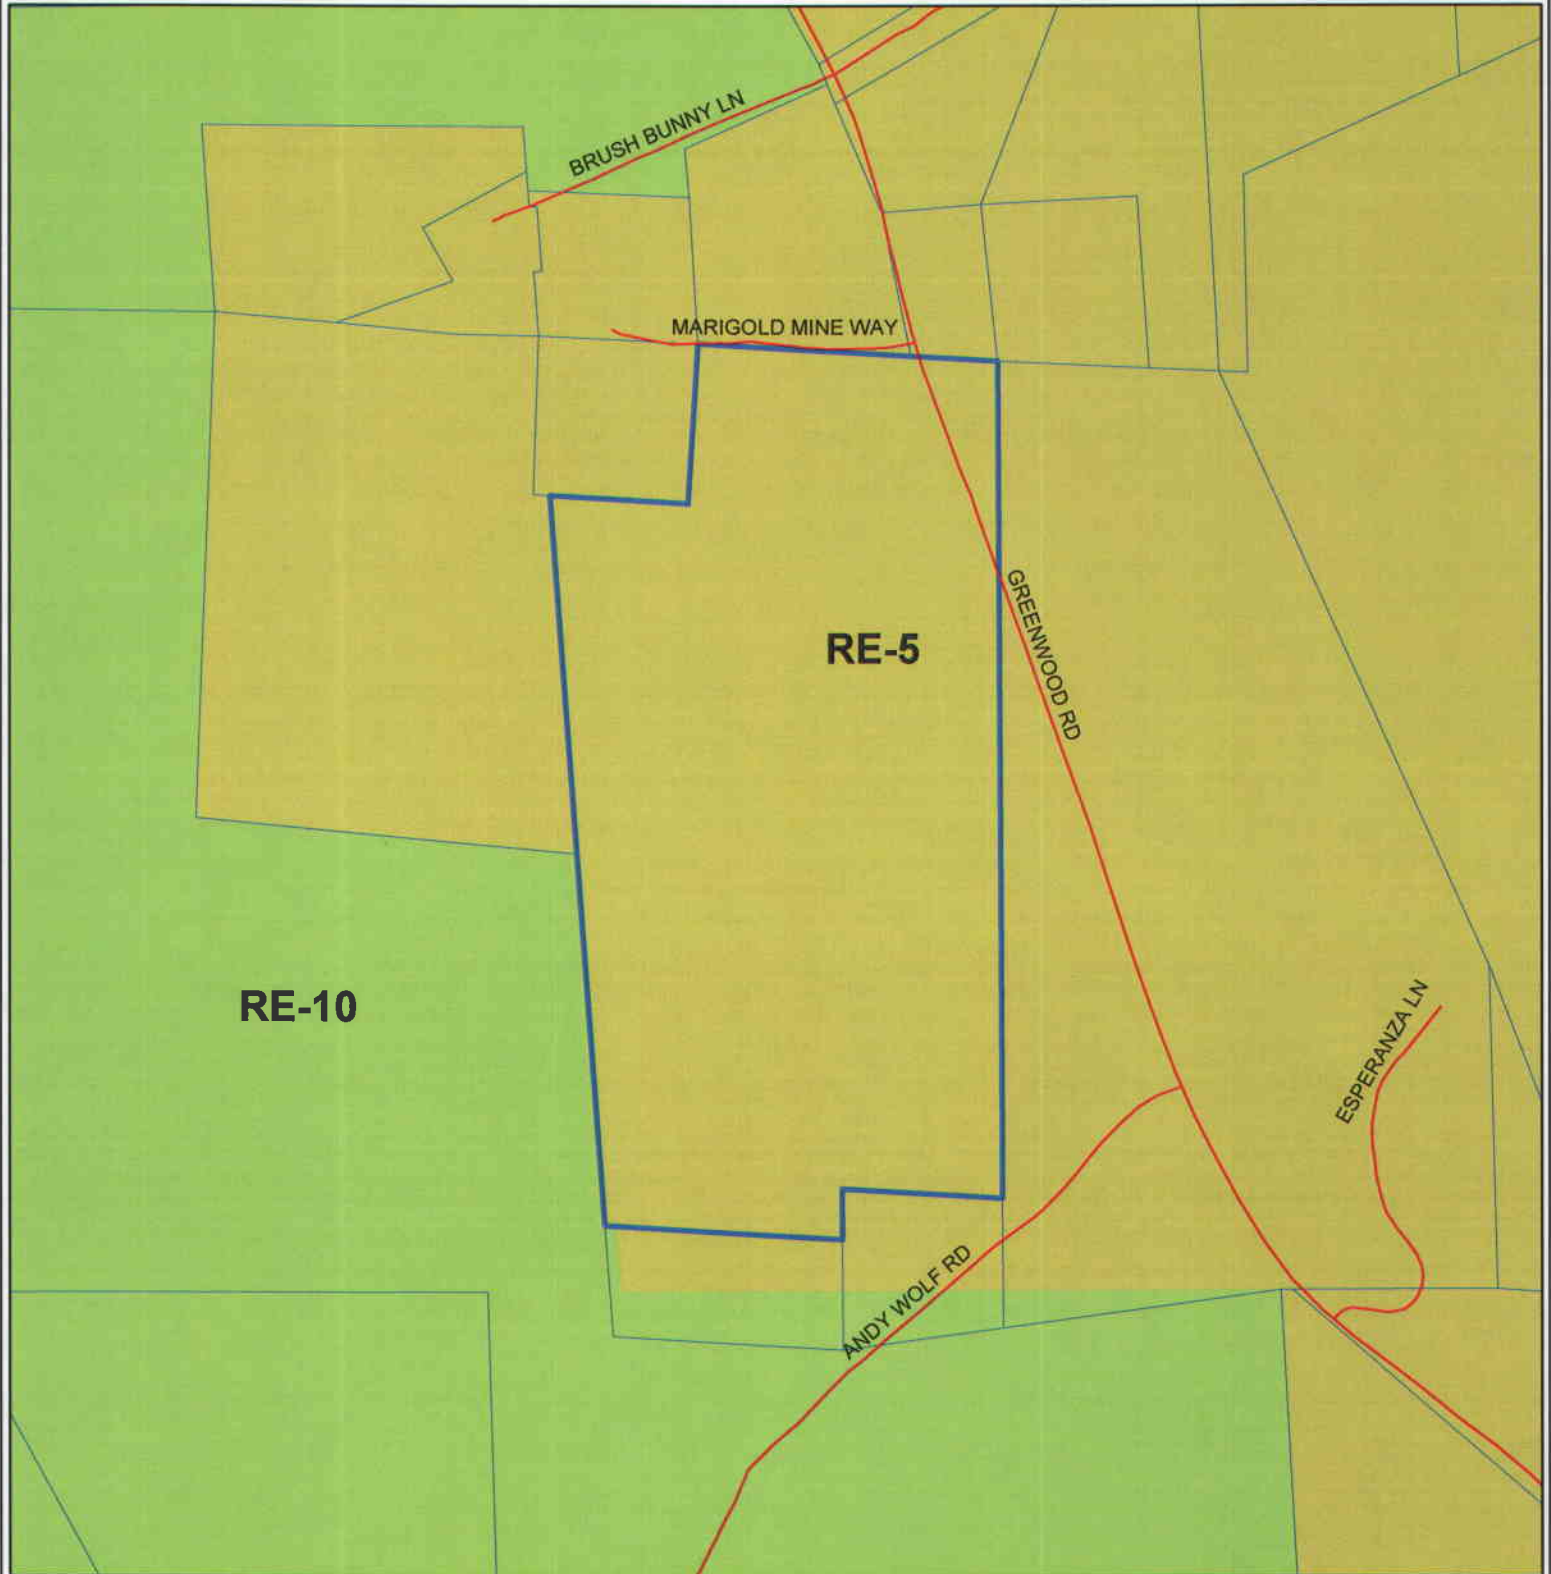 BRUSH BUNNY LN
MARIGOLD MINE WAY
GREENWOOD RD
RE-5
RE-10
ESPERANZA LN
ANDY WOLF RD